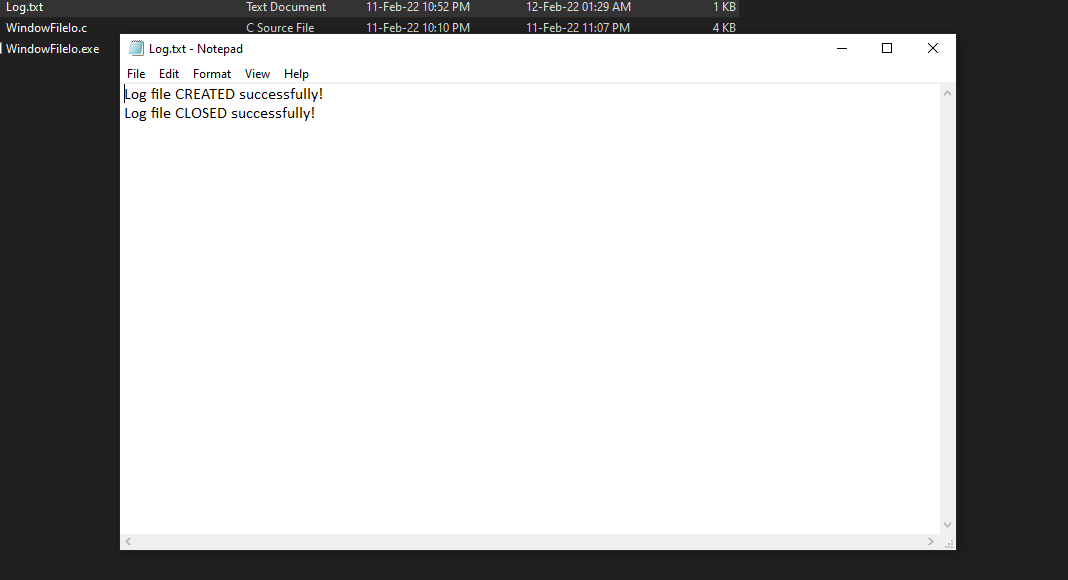 Log.txt Text Document 11-Feb-22 10:52 PM 12-Feb-22 01:29 AM 1 KB
WindowFileIo.c C Source File 11-Feb-22 10:10 PM 11-Feb-22 11:07 PM 4 KB
WindowFileIo.exe
Log.txt - Notepad
File Edit Format View Help
Log file CREATED successfully!
Log file CLOSED successfully!